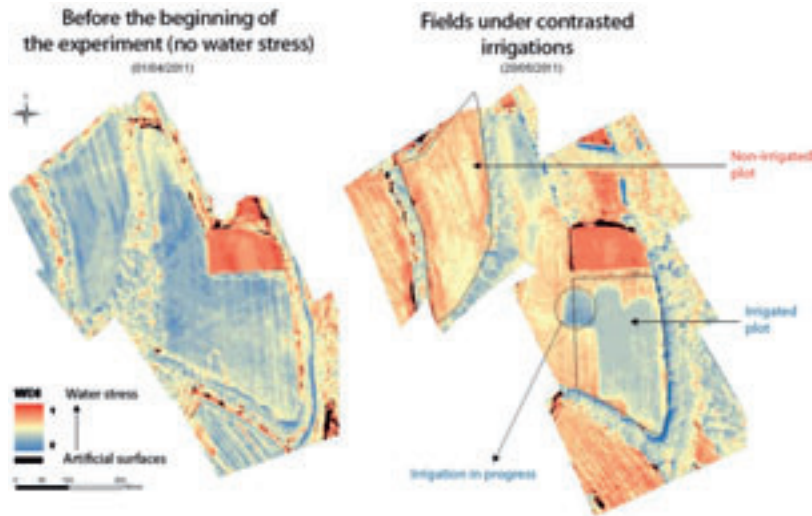 Before the beginning of
the experiment (no water stress)
(01/04/2011)
Fields under contrasted
irrigations
Non-irrigated
plot
Irrigated
plot
WDI
Water stress
Artificial surfaces
Irrigation in progress